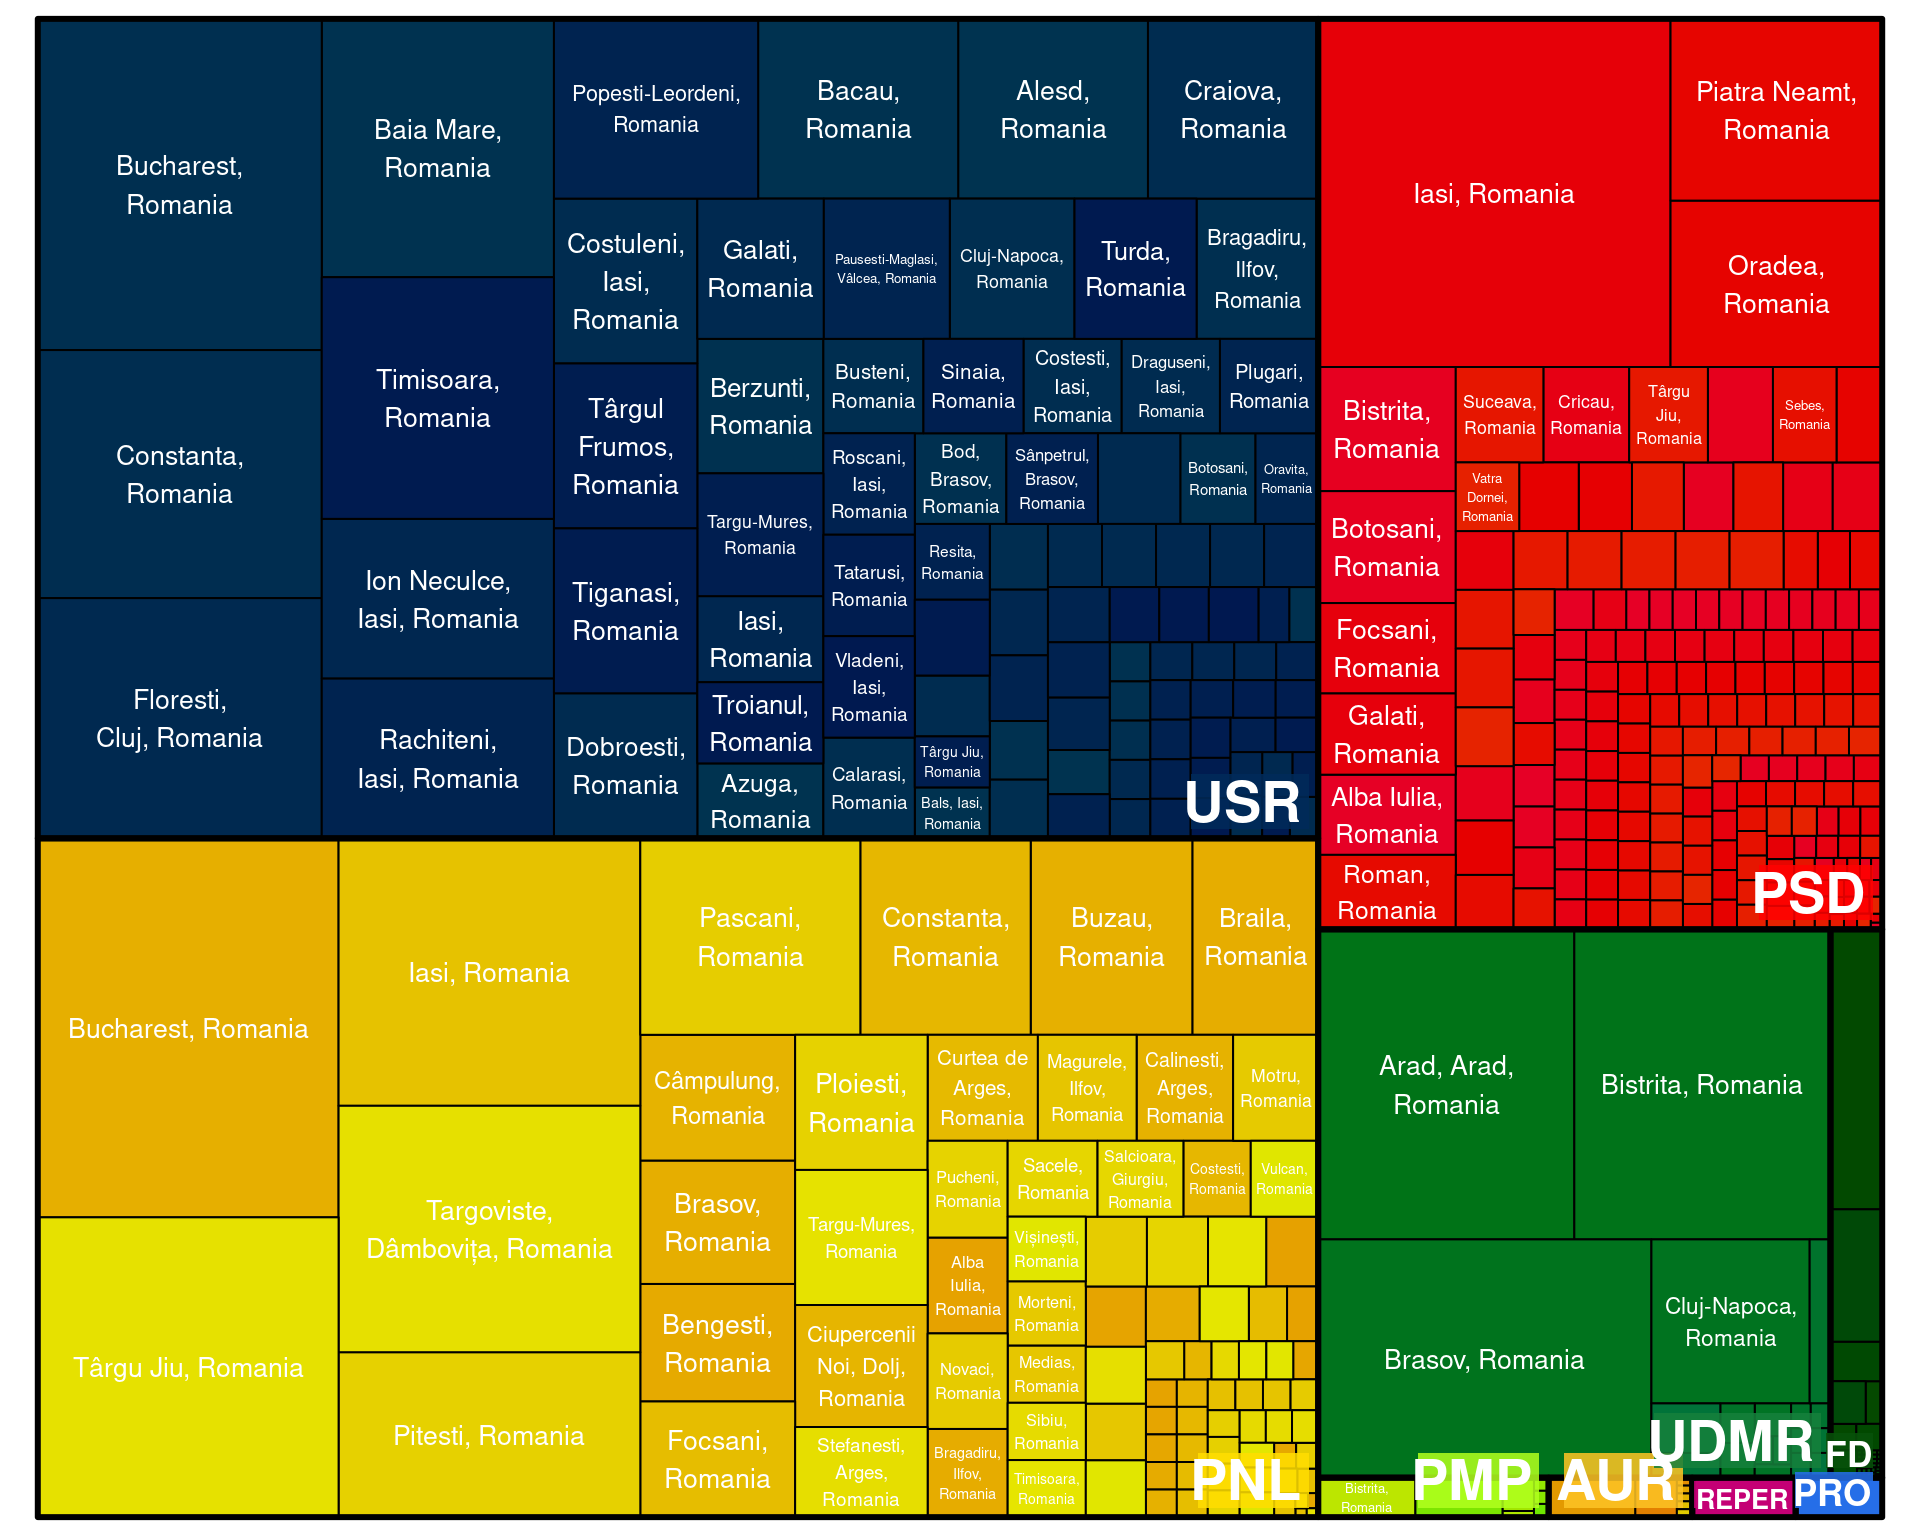 Bucharest,
Romania
Constanta,
Romania
Floresti,
Cluj, Romania
Baia Mare,
Romania
Timisoara,
Romania
Ion Neculce,
Iasi, Romania
Rachiteni,
Iasi, Romania
Popesti-Leordeni,
Romania
Bacau,
Romania
Alesd,
Romania
Craiova,
Romania
Costuleni,
Iasi,
Romania
Târgul
Frumos,
Romania
Tiganasi,
Romania
Dobroesti,
Romania
Galati,
Romania
Berzunti,
Romania
Targu-Mures,
Romania
Iasi,
Romania
Troianul,
Romania
Azuga,
Romania
Pausesti-Maglasi,
Vâlcea, Romania
Cluj-Napoca,
Romania
Turda,
Romania
Bragadiru,
Ilfov,
Romania
Busteni,
Romania
Sinaia,
Romania
Costesti,
Iasi,
Romania
Draguseni,
Iasi,
Romania
Plugari,
Romania
Roscani,
Iasi,
Romania
Tatarusi,
Romania
Vladeni,
Iasi,
Romania
Calarasi,
Romania
Bod,
Brasov,
Romania
Sânpetrul,
Brasov,
Romania
Botosani,
Romania
Oravita,
Romania
Resita,
Romania
Târgu Jiu,
Romania
Bals, Iasi,
Romania
USR
Iasi, Romania
Piatra Neamt,
Romania
Oradea,
Romania
Bistrita,
Romania
Botosani,
Romania
Focsani,
Romania
Galati,
Romania
Alba Iulia,
Romania
Roman,
Romania
Suceava,
Romania
Cricau,
Romania
Târgu
Jiu,
Romania
Sebes,
Romania
Vatra
Dornei,
Romania
PSD
Bucharest, Romania
Târgu Jiu, Romania
Iasi, Romania
Targoviste,
Dâmbovița, Romania
Pitesti, Romania
Pascani,
Romania
Constanta,
Romania
Buzau,
Romania
Braila,
Romania
Câmpulung,
Romania
Brasov,
Romania
Bengesti,
Romania
Focsani,
Romania
Ploiesti,
Romania
Targu-Mures,
Romania
Ciupercenii
Noi, Dolj,
Romania
Stefanesti,
Arges,
Romania
Curtea de
Arges,
Romania
Magurele,
Ilfov,
Romania
Calinesti,
Arges,
Romania
Motru,
Romania
Pucheni,
Romania
Alba
Iulia,
Romania
Novaci,
Romania
Bragadiru,
Ilfov,
Romania
Sacele,
Romania
Salcioara,
Giurgiu,
Romania
Costesti,
Romania
Vulcan,
Romania
Vișinești,
Romania
Morteni,
Romania
Medias,
Romania
Sibiu,
Romania
Timisoara,
Romania
PNL
Arad, Arad,
Romania
Bistrita, Romania
Brasov, Romania
Cluj-Napoca,
Romania
UDMR
FD
Bistrita,
Romania
PMP
AUR
REPER
PRO